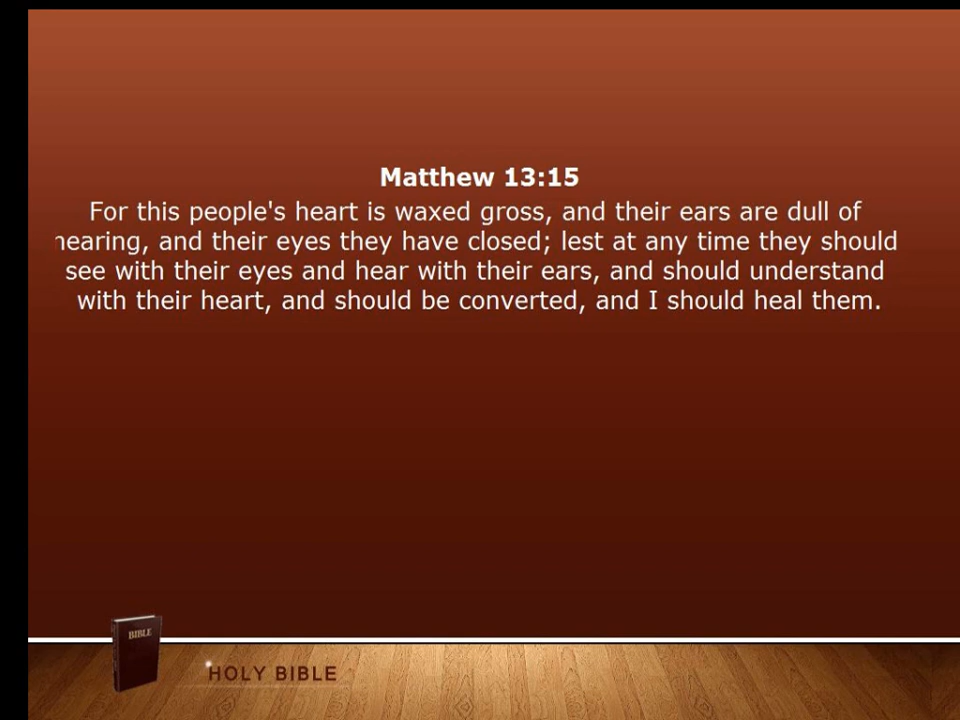 Matthew 13:15
For this people's heart is waxed gross, and their ears are dull of
hearing, and their eyes they have closed; lest at any time they should
see with their eyes and hear with their ears, and should understand
with their heart, and should be converted, and I should heal them.
BIBLE
HOLY BIBLE